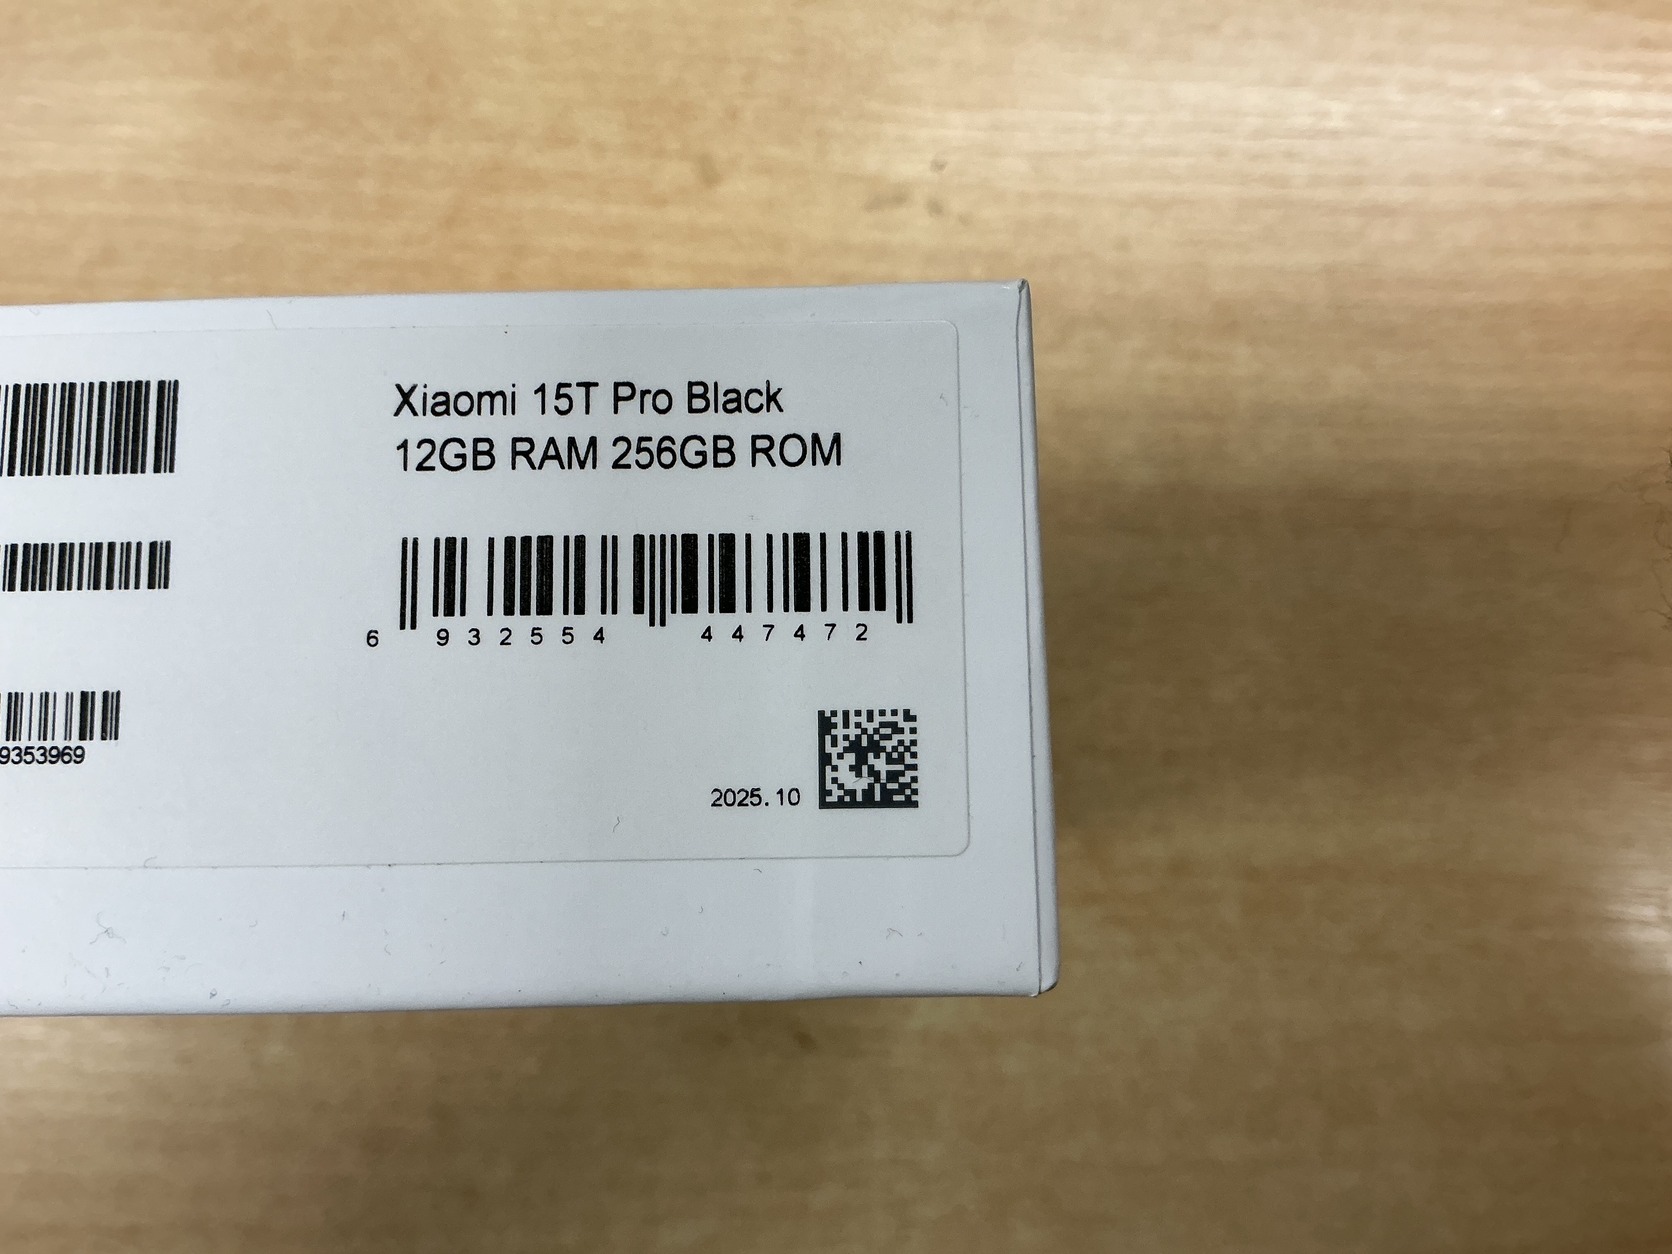 Xiaomi 15T Pro Black
12GB RAM 256GB ROM
6 932554 447472
9353969
2025.10